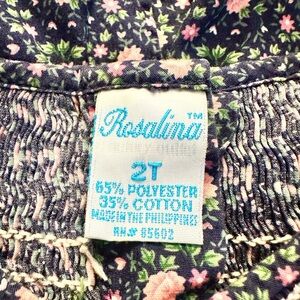 Rosalina™
2T
65% POLYESTER
35% COTTON
MADE IN THE PHILIPPINES
RN# 85602